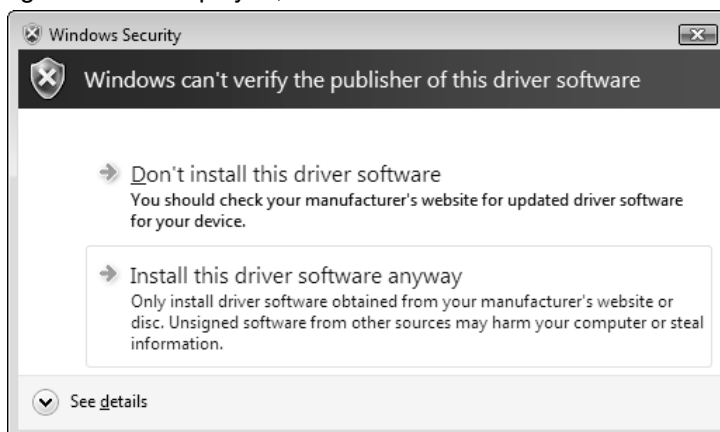 Windows Security
Windows can't verify the publisher of this driver software
Don't install this driver software
You should check your manufacturer's website for updated driver software
for your device.
Install this driver software anyway
Only install driver software obtained from your manufacturer's website or
disc. Unsigned software from other sources may harm your computer or steal
information.
See details